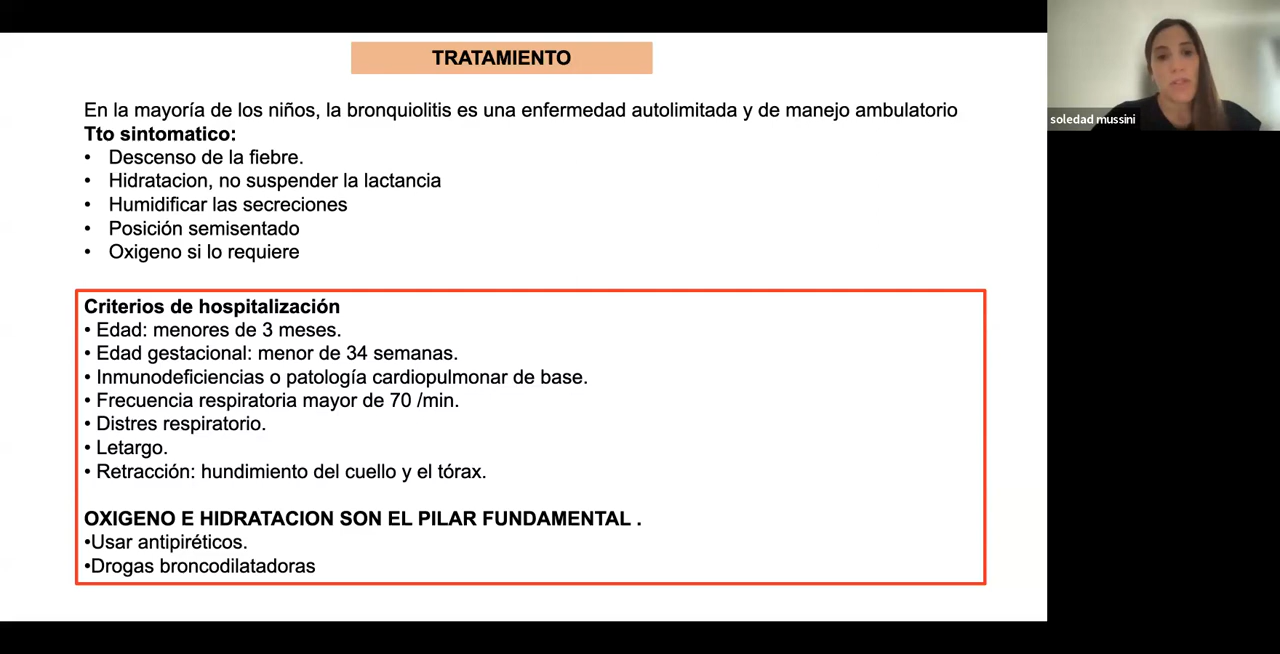 TRATAMIENTO
En la mayoría de los niños, la bronquiolitis es una enfermedad autolimitada y de manejo ambulatorio
Tto sintomatico:
• Descenso de la fiebre.
• Hidratacion, no suspender la lactancia
• Humidificar las secreciones
• Posición semisentado
• Oxigeno si lo requiere
Criterios de hospitalización
• Edad: menores de 3 meses.
• Edad gestacional: menor de 34 semanas.
• Inmunodeficiencias o patología cardiopulmonar de base.
• Frecuencia respiratoria mayor de 70 /min.
• Distres respiratorio.
• Letargo.
• Retracción: hundimiento del cuello y el tórax.
OXIGENO E HIDRATACION SON EL PILAR FUNDAMENTAL .
•Usar antipiréticos.
•Drogas broncodilatadoras
soledad mussini